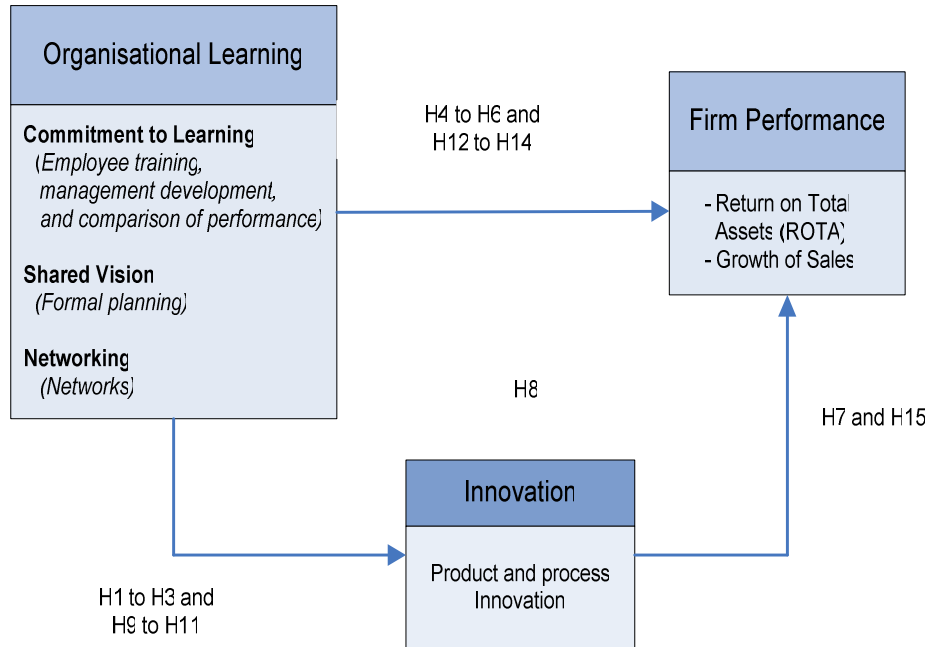 Organisational Learning
Commitment to Learning
(Employee training,
management development,
and comparison of performance)
Shared Vision
(Formal planning)
Networking
(Networks)
H4 to H6 and
H12 to H14
Firm Performance
- Return on Total
Assets (ROTA)
- Growth of Sales
H8
H7 and H15
Innovation
Product and process
Innovation
H1 to H3 and
H9 to H11